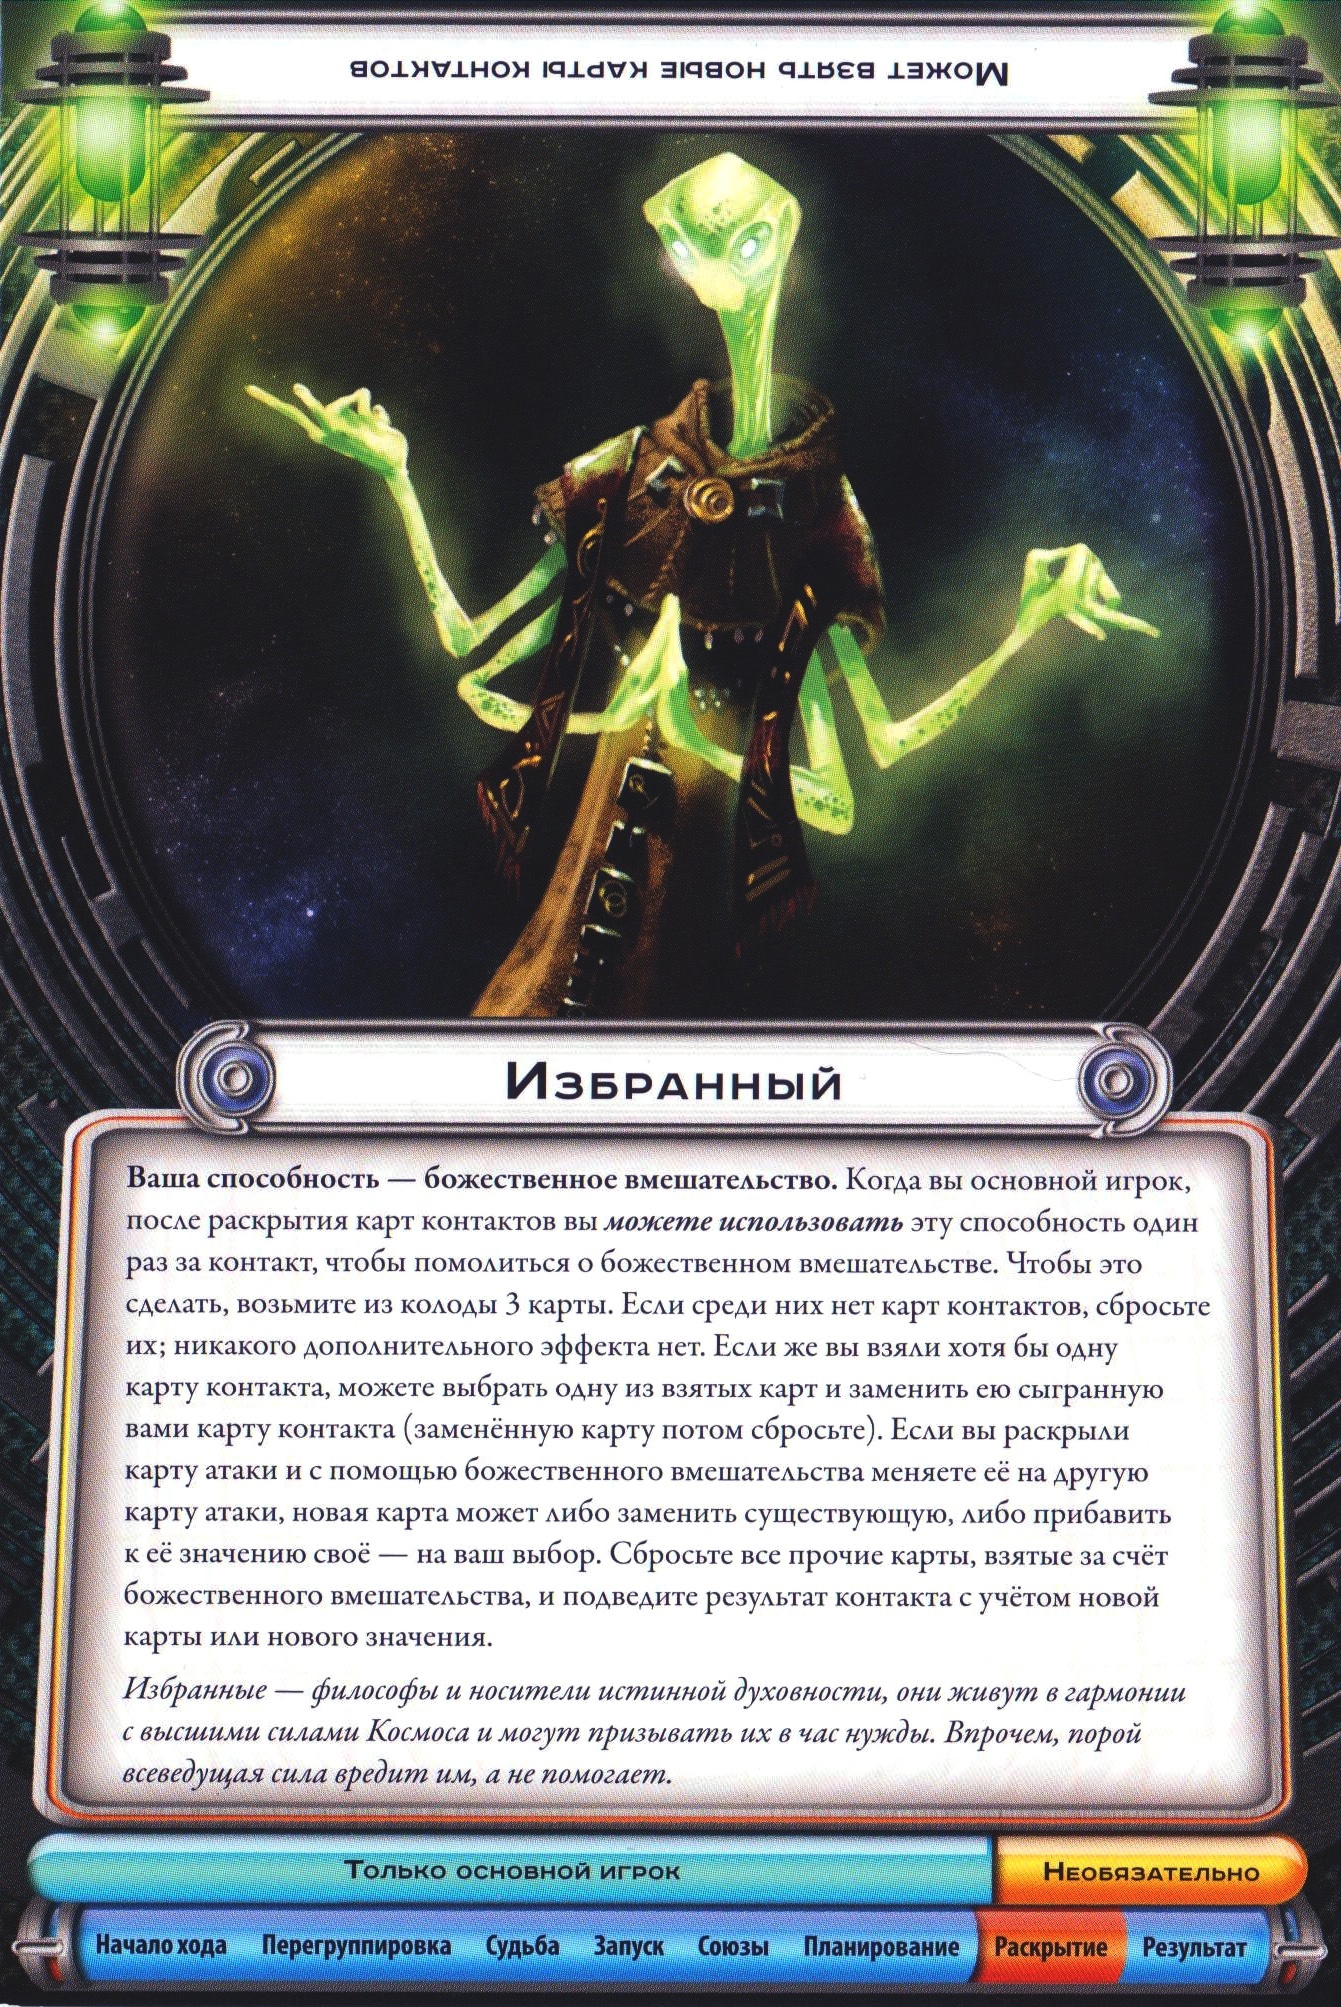 Может взять новые карты контактов
Избранный
Ваша способность — божественное вмешательство. Когда вы основной игрок,
после раскрытия карт контактов вы можете использовать эту способность один
раз за контакт, чтобы помолиться о божественном вмешательстве. Чтобы это
сделать, возьмите из колоды 3 карты. Если среди них нет карт контактов, сбросьте
их; никакого дополнительного эффекта нет. Если же вы взяли хотя бы одну
карту контакта, можете выбрать одну из взятых карт и заменить ею сыгранную
вами карту контакта (заменённую карту потом сбросьте). Если вы раскрыли
карту атаки и с помощью божественного вмешательства меняете её на другую
карту атаки, новая карта может либо заменить существующую, либо прибавить
к её значению своё — на ваш выбор. Сбросьте все прочие карты, взятые за счёт
божественного вмешательства, и подведите результат контакта с учётом новой
карты или нового значения.
Избранные — философы и носители истинной духовности, они живут в гармонии
с высшими силами Космоса и могут призывать их в час нужды. Впрочем, порой
всеведущая сила вредит им, а не помогает.
Только основной игрок Необязательно
Начало хода Перегруппировка Судьба Запуск Союзы Планирование Раскрытие Результат